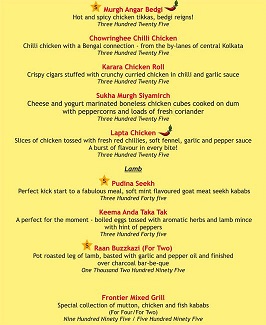 Murgh Angar Bedgi
Hot and spicy chicken tikkas, bedgi reigns!
Three Hundred Twenty Five
Chowringhee Chilli Chicken
Chilli chicken with a Bengal connection - from the by-lanes of central Kolkata
Three Hundred Twenty Five
Karara Chicken Roll
Crispy cigars stuffed with crunchy curried chicken in chilli and garlic sauce
Three Hundred Twenty Five
Sukha Murgh Siyamirch
Cheese and yogurt marinated boneless chicken cubes cooked on dum
with peppercorns and loads of fresh coriander
Three Hundred Twenty Five
Lapta Chicken
Slices of chicken tossed with fresh red chillies, soft fennel, garlic and pepper sauce
A burst of flavour in every bite!
Three Hundred Twenty Five
Lamb
Pudina Seekh
Perfect kick start to a fabulous meal, soft mint flavoured goat meat seekh kababs
Three Hundred Forty five
Keema Anda Taka Tak
A perfect for the moment - boiled eggs tossed with aromatic herbs and lamb mince
with hint of peppers
Three Hundred Forty Five
Raan Buzzkazi (For Two)
Pot roasted leg of lamb, basted with garlic and pepper oil and finished
over charcoal bar-be-que
One Thousand Two Hundred Ninety Five
Frontier Mixed Grill
Special collection of mutton, chicken and fish kababs
(For Four/For Two)
Nine Hundred Ninety Five / Five Hundred Ninety Five